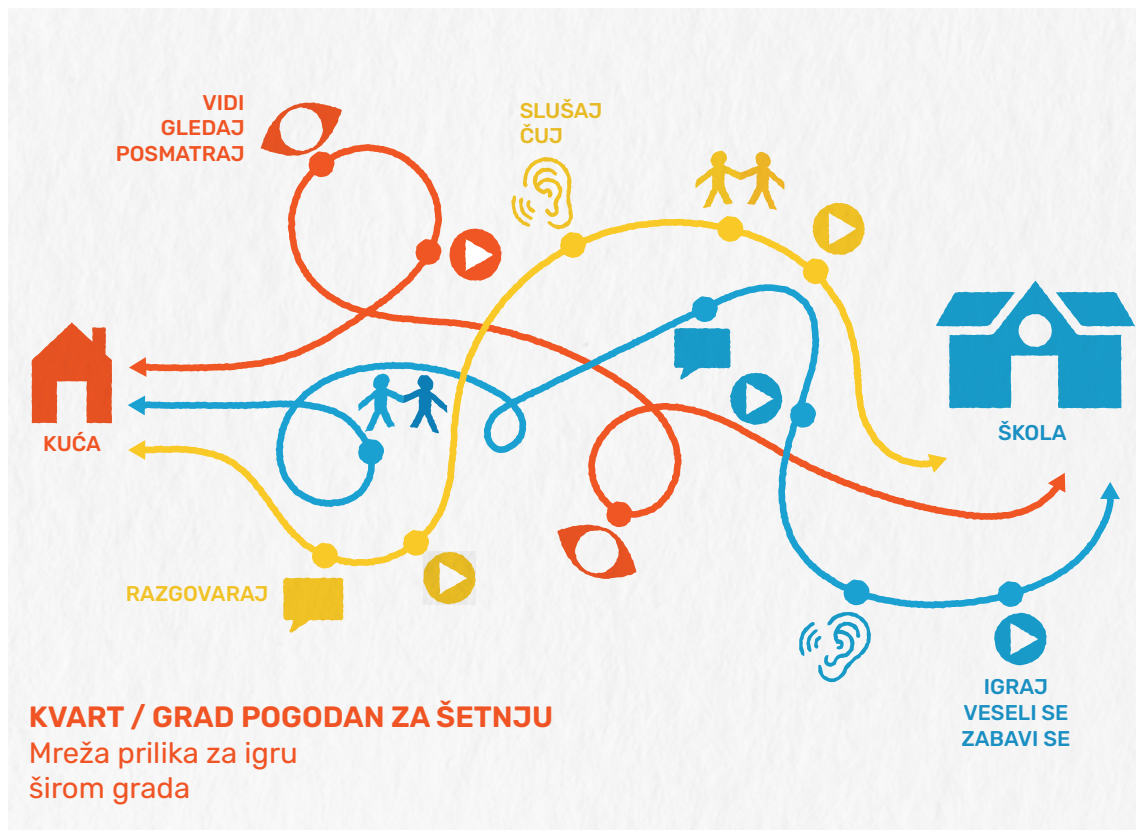 VIDI
GLEDAJ
POSMATRAJ
SLUŠAJ
ČUJ
KUĆA
ŠKOLA
RAZGOVARAJ
IGRAJ
VESELI SE
ZABAVI SE
KVART / GRAD POGODAN ZA ŠETNJU
Mreža prilika za igru
širom grada